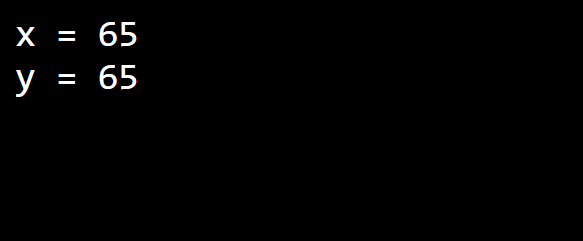 x = 65
y = 65